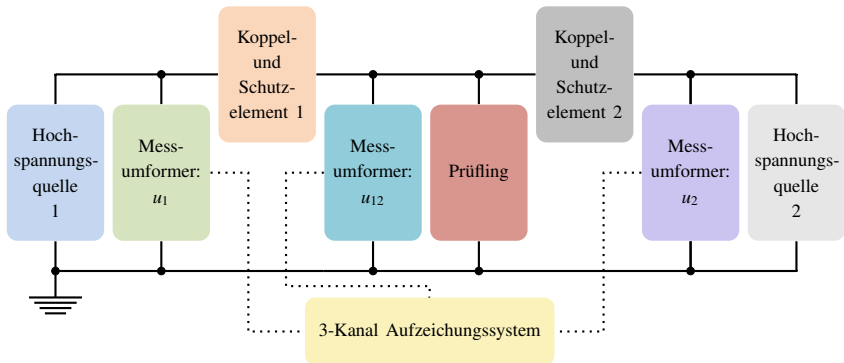 Koppel-
und
Schutz-
element 1
Koppel-
und
Schutz-
element 2
Hoch-
spannungs-
quelle
1
Mess-
umformer:
u1
Mess-
umformer:
u12
Prüfling
Mess-
umformer:
u2
Hoch-
spannungs-
quelle
2
3-Kanal Aufzeichungssystem